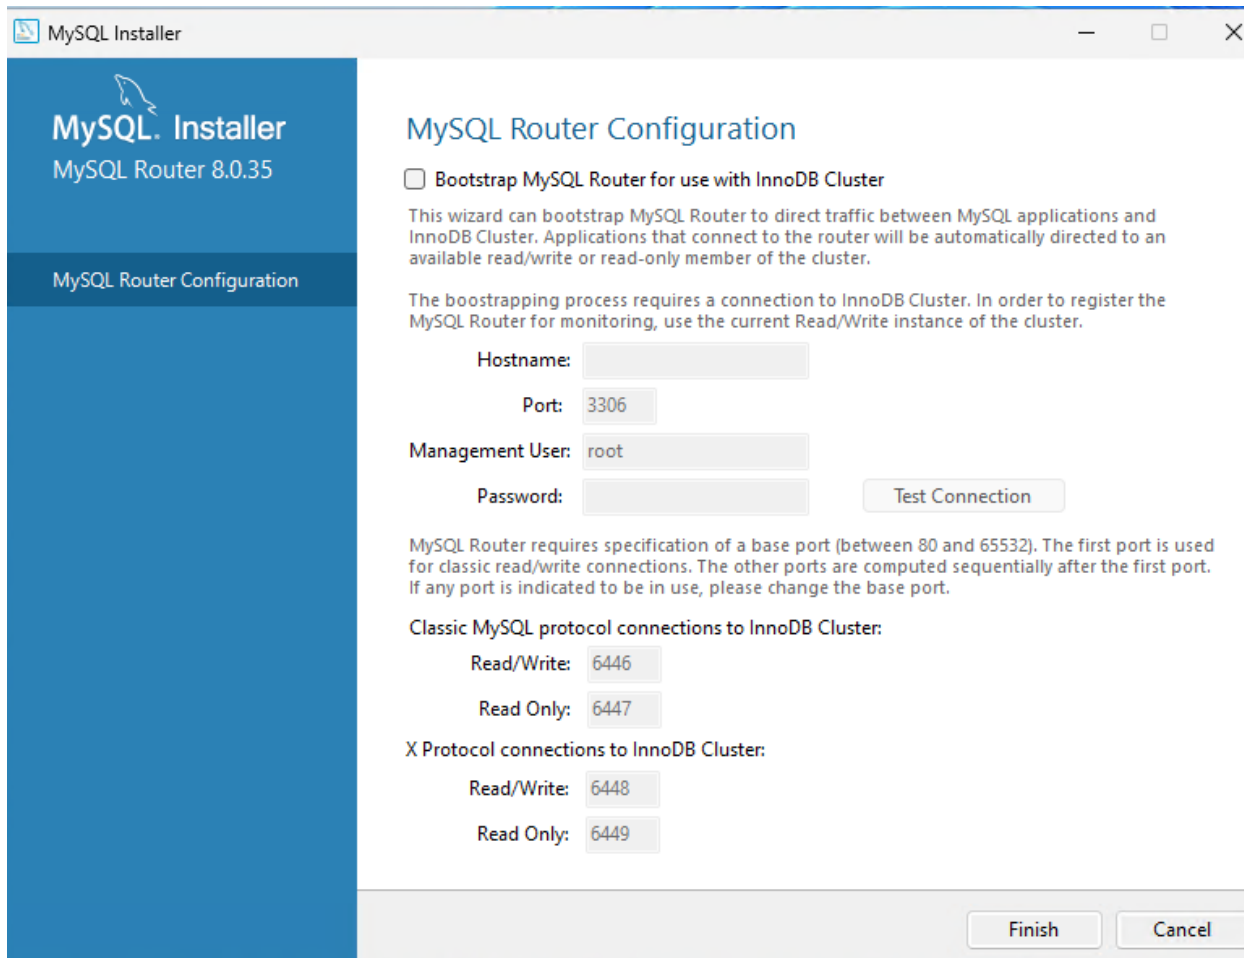 MySQL Installer
MySQL. Installer
MySQL Router 8.0.35
MySQL Router Configuration
MySQL Router Configuration
Bootstrap MySQL Router for use with InnoDB Cluster
This wizard can bootstrap MySQL Router to direct traffic between MySQL applications and
InnoDB Cluster. Applications that connect to the router will be automatically directed to an
available read/write or read-only member of the cluster.
The boostrapping process requires a connection to InnoDB Cluster. In order to register the
MySQL Router for monitoring, use the current Read/Write instance of the cluster.
Hostname:
Port: 3306
Management User: root
Password: Test Connection
MySQL Router requires specification of a base port (between 80 and 65532). The first port is used
for classic read/write connections. The other ports are computed sequentially after the first port.
If any port is indicated to be in use, please change the base port.
Classic MySQL protocol connections to InnoDB Cluster:
Read/Write: 6446
Read Only: 6447
X Protocol connections to InnoDB Cluster:
Read/Write: 6448
Read Only: 6449
Finish Cancel